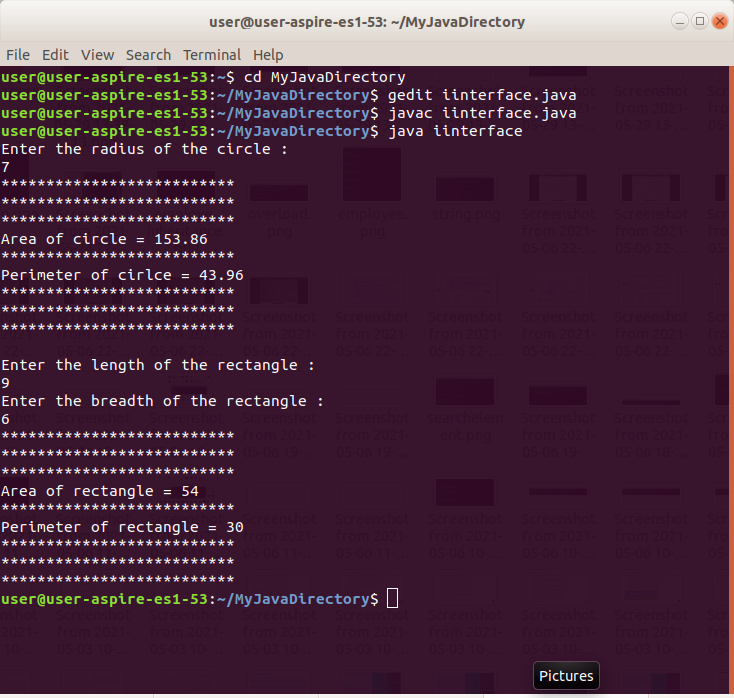 user@user-aspire-es1-53: ~/MyJavaDirectory
File Edit View Search Terminal Help
user@user-aspire-es1-53:~$ cd MyJavaDirectory
user@user-aspire-es1-53:~/MyJavaDirectory$ gedit iinterface.java
user@user-aspire-es1-53:~/MyJavaDirectory$ javac iinterface.java
user@user-aspire-es1-53:~/MyJavaDirectory$ java iinterface
Enter the radius of the circle :
7
**************************
**************************
**************************
Area of circle = 153.86
**************************
Perimeter of cirlce = 43.96
**************************
**************************
**************************
Enter the length of the rectangle :
9
Enter the breadth of the rectangle :
6
**************************
**************************
**************************
Area of rectangle = 54
**************************
Perimeter of rectangle = 30
**************************
**************************
**************************
user@user-aspire-es1-53:~/MyJavaDirectory$
Pictures